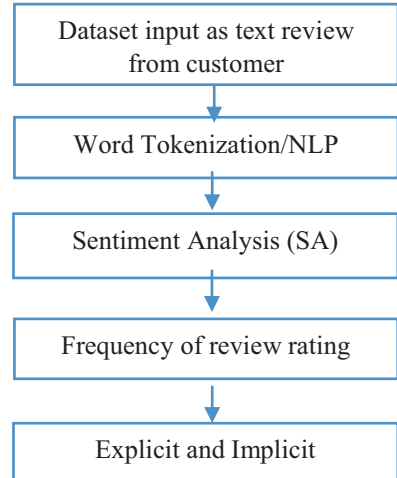 Dataset input as text review
from customer
Word Tokenization/NLP
Sentiment Analysis (SA)
Frequency of review rating
Explicit and Implicit